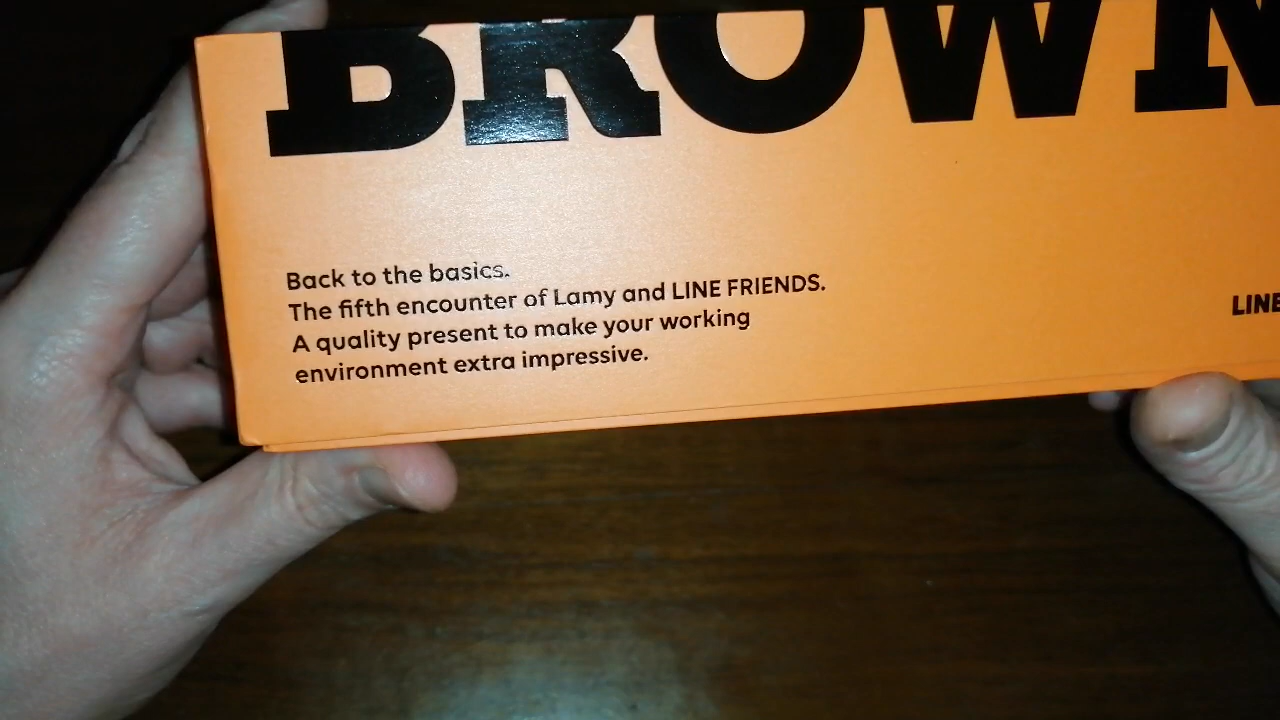 BROWN
Back to the basics.
The fifth encounter of Lamy and LINE FRIENDS.
A quality present to make your working
environment extra impressive.
LINE